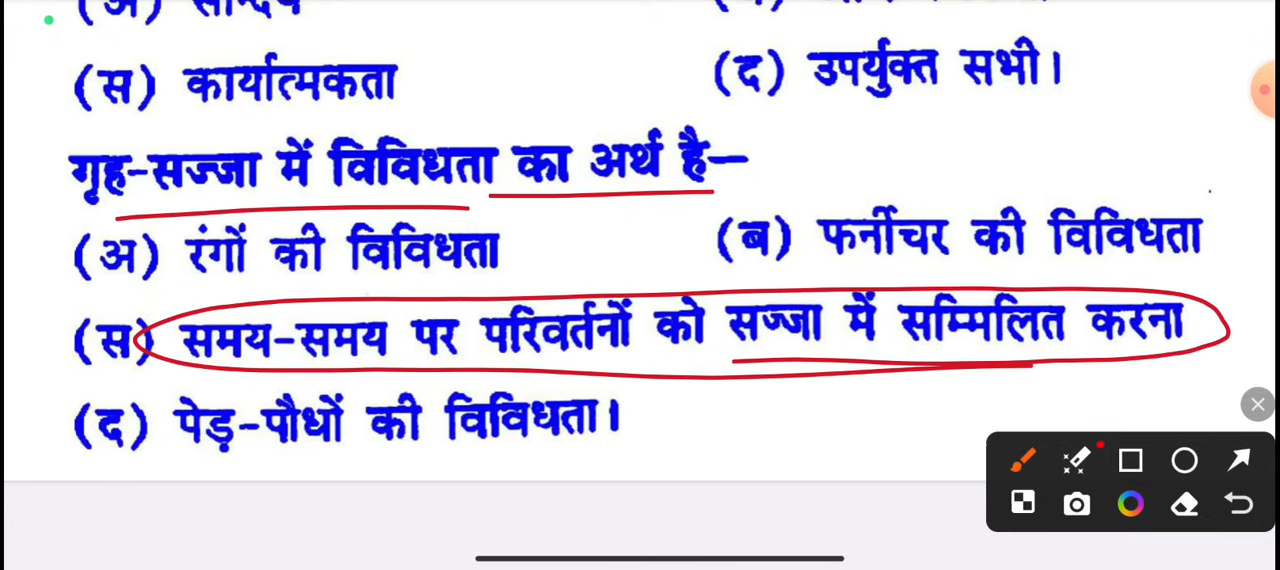 (स) कार्यात्मकता (द) उपर्युक्त सभी।
गृह-सज्जा में विविधता का अर्थ है—
(अ) रंगों की विविधता (ब) फर्नीचर की विविधता
(स) समय-समय पर परिवर्तनों को सज्जा में सम्मिलित करना
(द) पेड़-पौधों की विविधता।